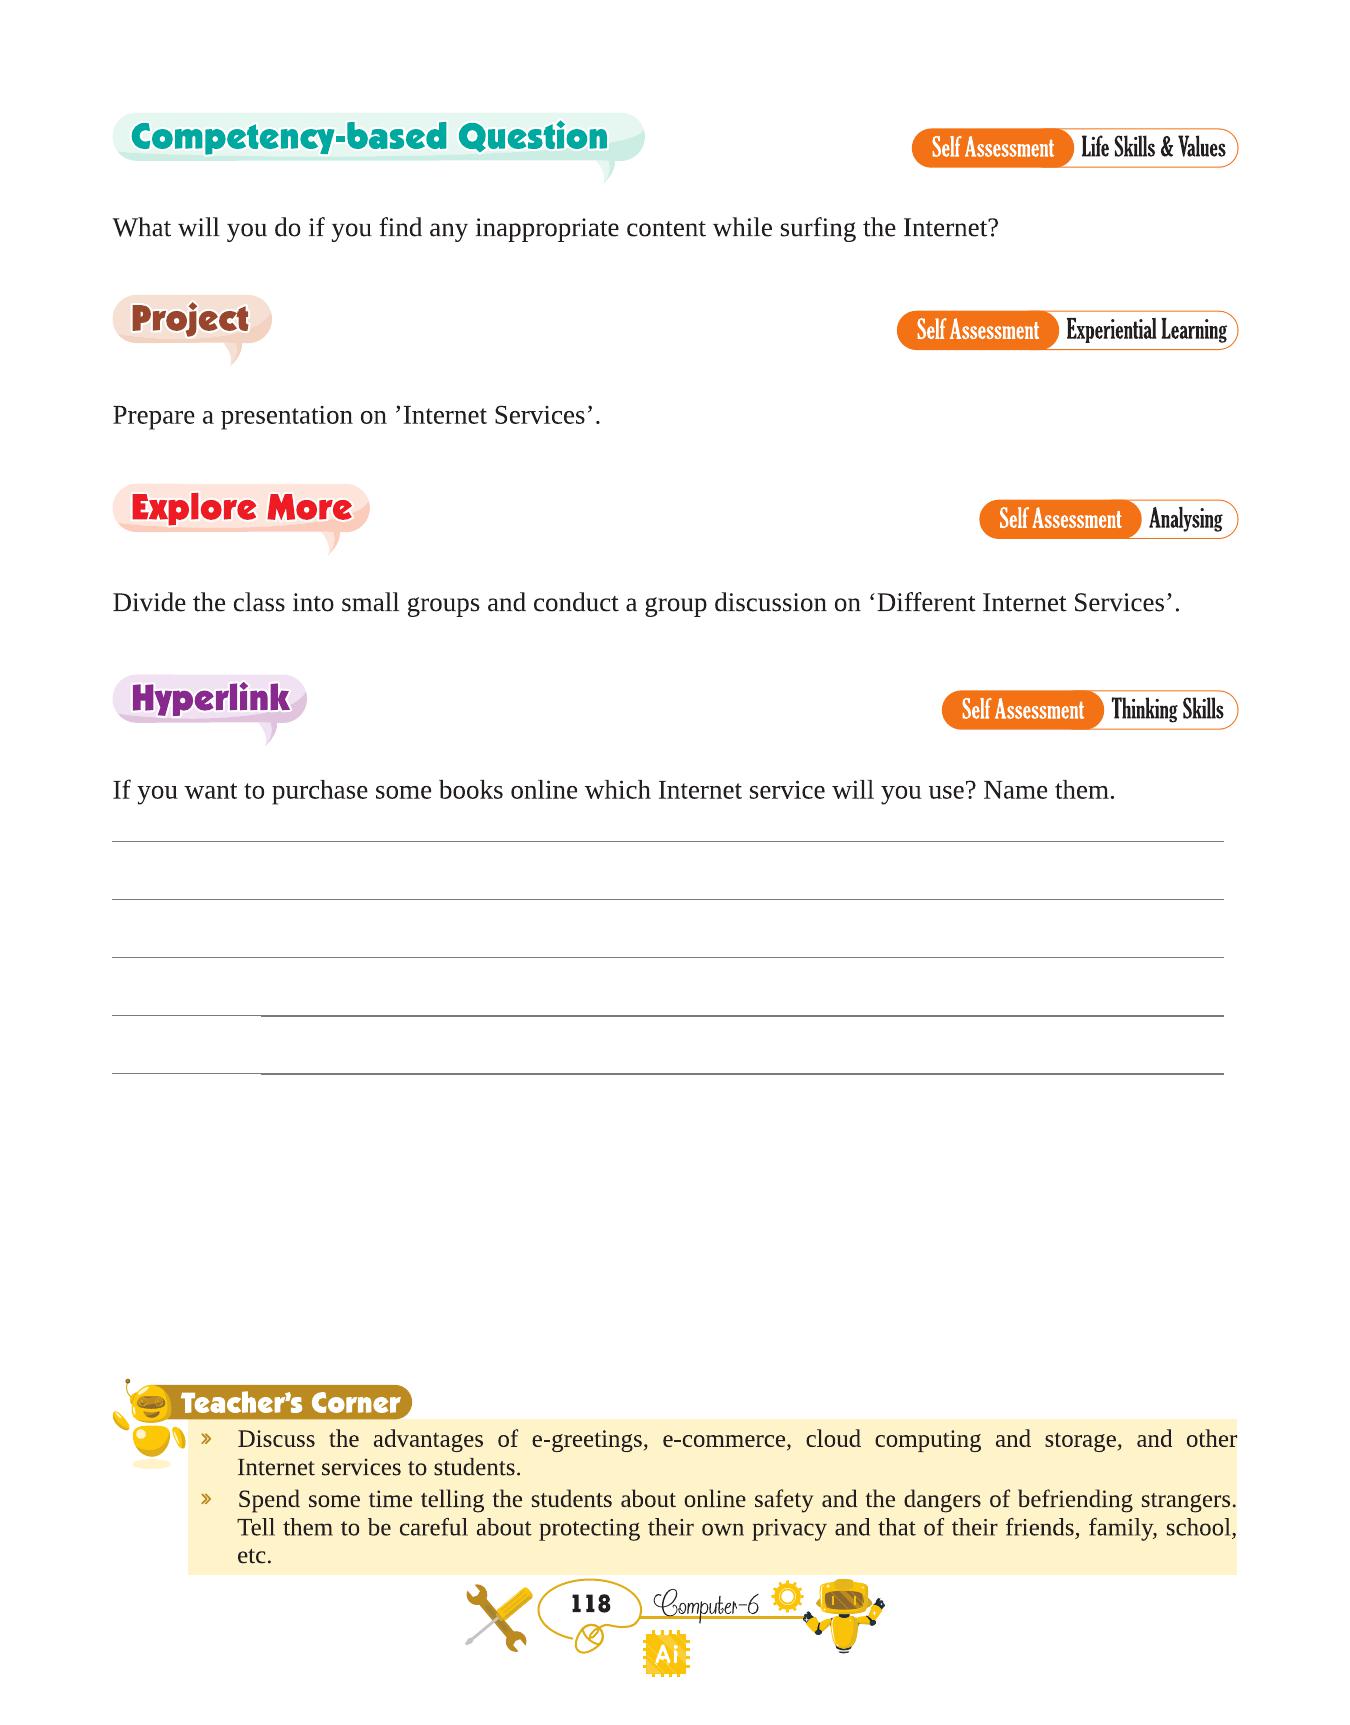 Competency-based Question
Self Assessment Life Skills & Values
What will you do if you find any inappropriate content while surfing the Internet?
Project
Self Assessment Experiential Learning
Prepare a presentation on ’Internet Services’.
Explore More
Self Assessment Analysing
Divide the class into small groups and conduct a group discussion on ‘Different Internet Services’.
Hyperlink
Self Assessment Thinking Skills
If you want to purchase some books online which Internet service will you use? Name them.
Teacher's Corner
» Discuss the advantages of e-greetings, e-commerce, cloud computing and storage, and other
Internet services to students.
» Spend some time telling the students about online safety and the dangers of befriending strangers.
Tell them to be careful about protecting their own privacy and that of their friends, family, school,
etc.
118 Computer-6
Ai